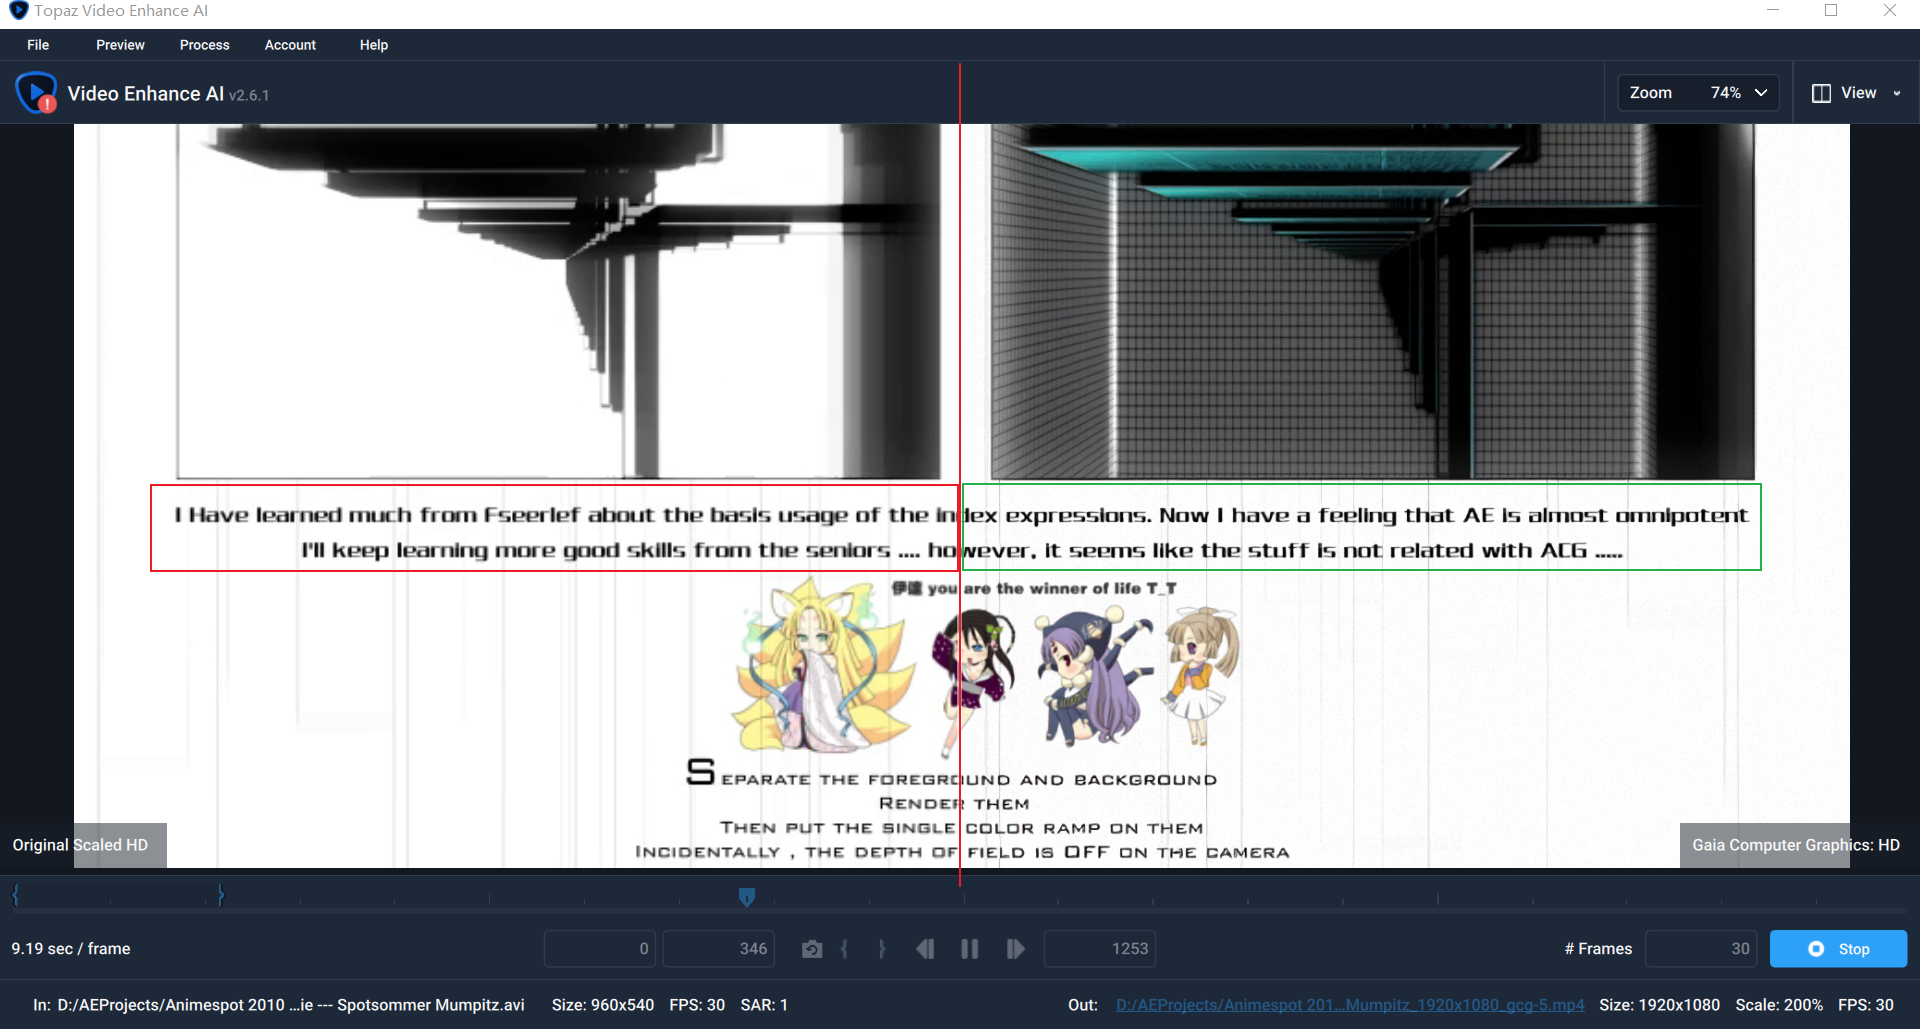 Topaz Video Enhance AI
File Preview Process Account Help
Video Enhance AI v2.6.1
Zoom 74%
View
I Have learned much from Fseerlef about the basis usage of the index expressions. Now I have a feeling that AE is almost omnipotent
I'll keep learning more good skills from the seniors .... however, it seems like the stuff is not related with ACG .....
伊達 you are the winner of life T_T
SEPARATE THE FOREGROUND AND BACKGROUND
RENDER THEM
THEN PUT THE SINGLE COLOR RAMP ON THEM
INCIDENTALLY , THE DEPTH OF FIELD IS OFF ON THE CAMERA
Original Scaled HD
Gaia Computer Graphics: HD
9.19 sec / frame
0
346
1253
# Frames 30
Stop
In: D:/AEProjects/Animespot 2010 ...ie --- Spotsommer Mumpitz.avi Size: 960x540 FPS: 30 SAR: 1
Out: D:/AEProjects/Animespot 201...Mumpitz_1920x1080_gcg-5.mp4 Size: 1920x1080 Scale: 200% FPS: 30